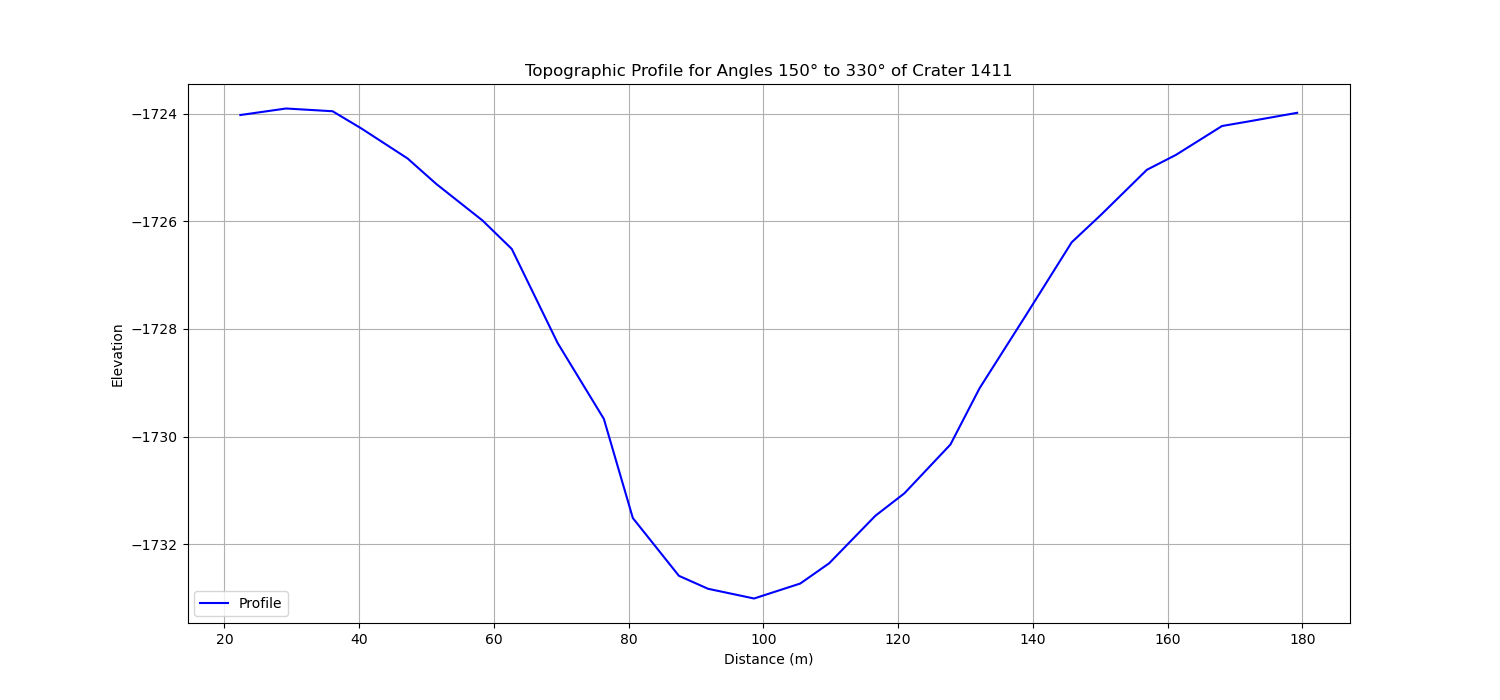 Topographic Profile for Angles 150° to 330° of Crater 1411
Elevation
−1724
−1726
−1728
−1730
−1732
Profile
20 40 60 80 100 120 140 160 180
Distance (m)